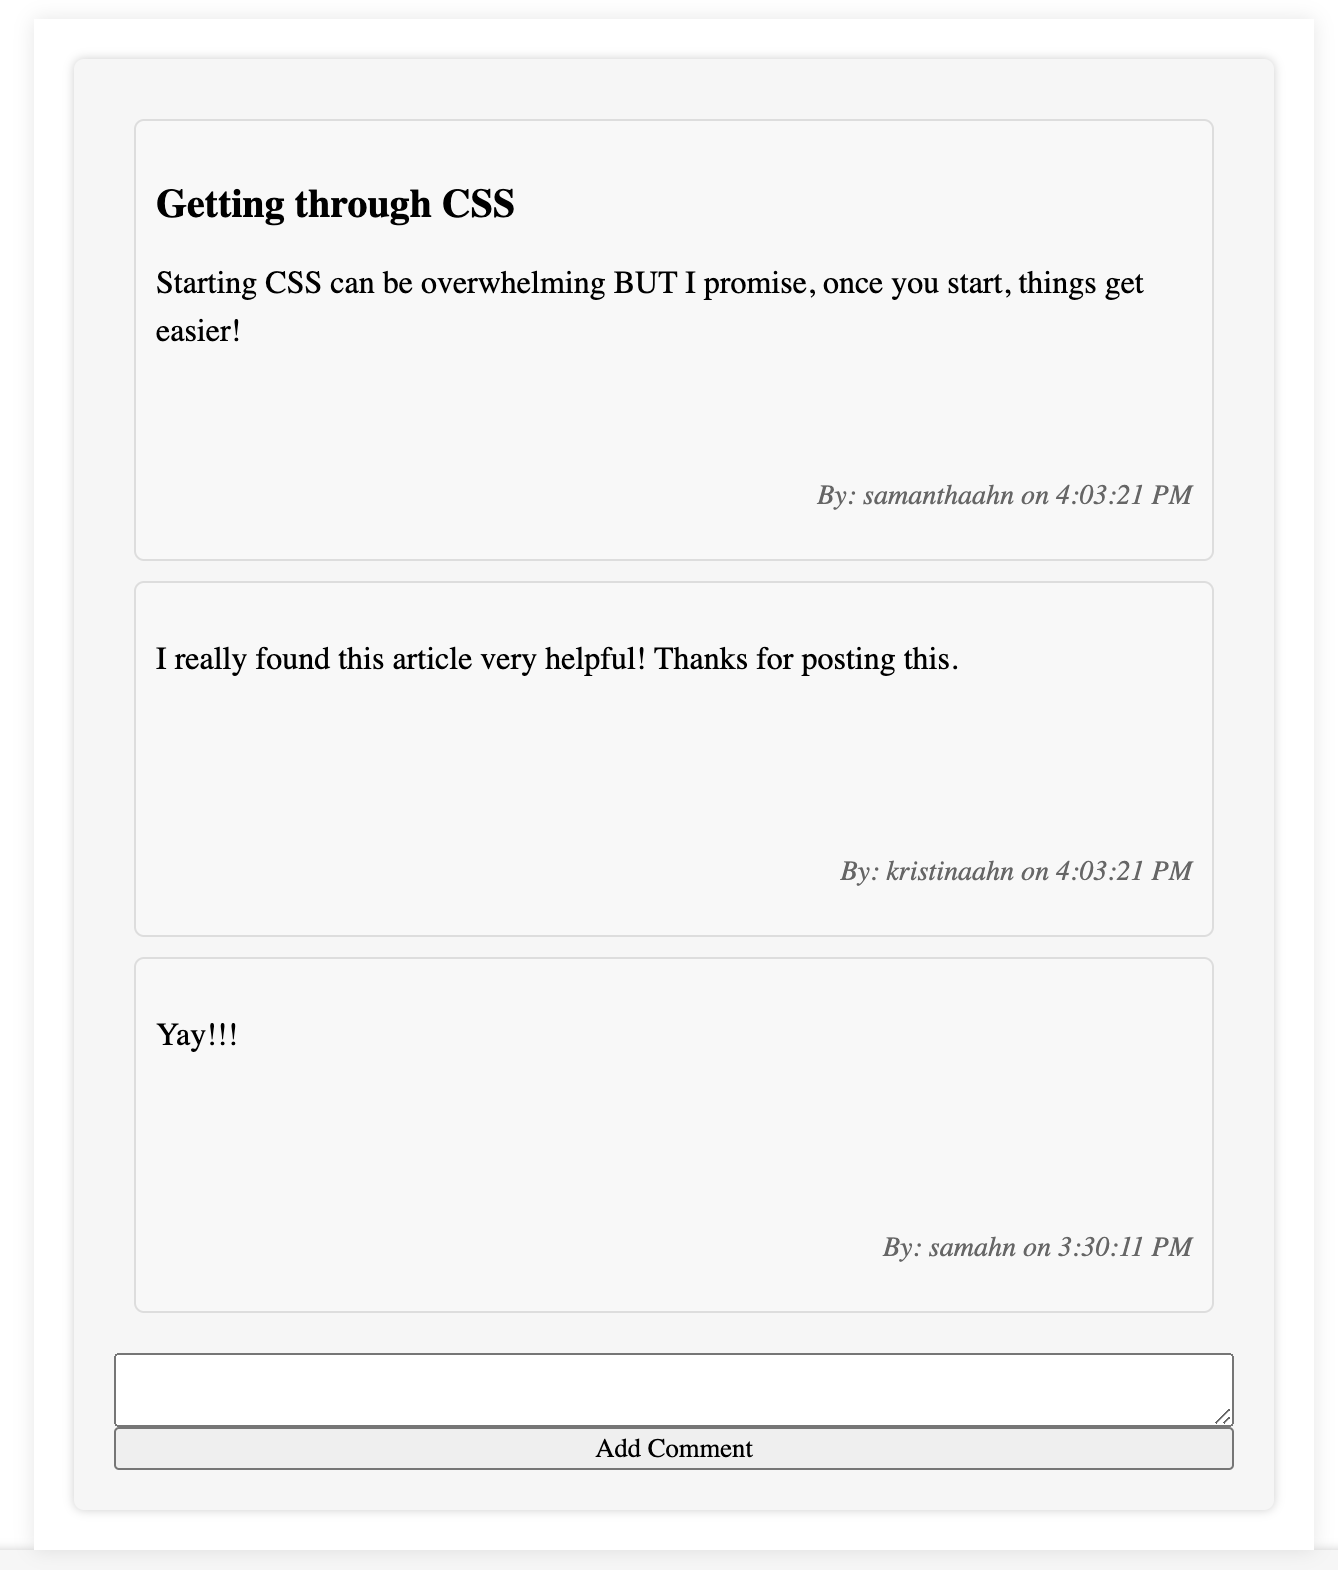 Getting through CSS
Starting CSS can be overwhelming BUT I promise, once you start, things get
easier!
By: samanthaahn on 4:03:21 PM
I really found this article very helpful! Thanks for posting this.
By: kristinaahn on 4:03:21 PM
Yay!!!
By: samahn on 3:30:11 PM
Add Comment